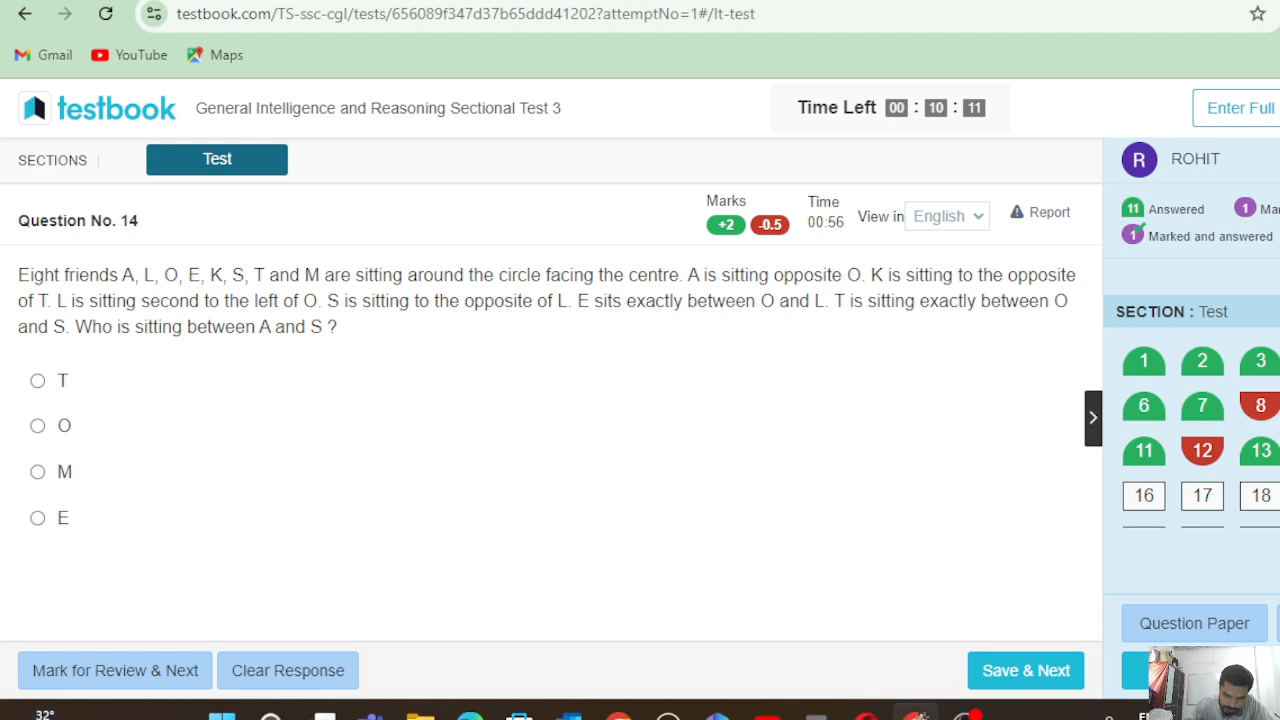 testbook.com/TS-ssc-cgl/tests/656089f347d37b65ddd41202?attemptNo=1#/lt-test
Gmail YouTube Maps
testbook General Intelligence and Reasoning Sectional Test 3 Time Left 00 : 10 : 11 Enter Full
SECTIONS Test R ROHIT
Question No. 14 Marks +2 -0.5 Time 00:56 View in English Report
11 Answered 1 Mar
1 Marked and answered
Eight friends A, L, O, E, K, S, T and M are sitting around the circle facing the centre. A is sitting opposite O. K is sitting to the opposite
of T. L is sitting second to the left of O. S is sitting to the opposite of L. E sits exactly between O and L. T is sitting exactly between O
and S. Who is sitting between A and S ?
T
O
M
E
SECTION : Test
1 2 3
6 7 8
11 12 13
16 17 18
Question Paper
Mark for Review & Next Clear Response Save & Next
32°